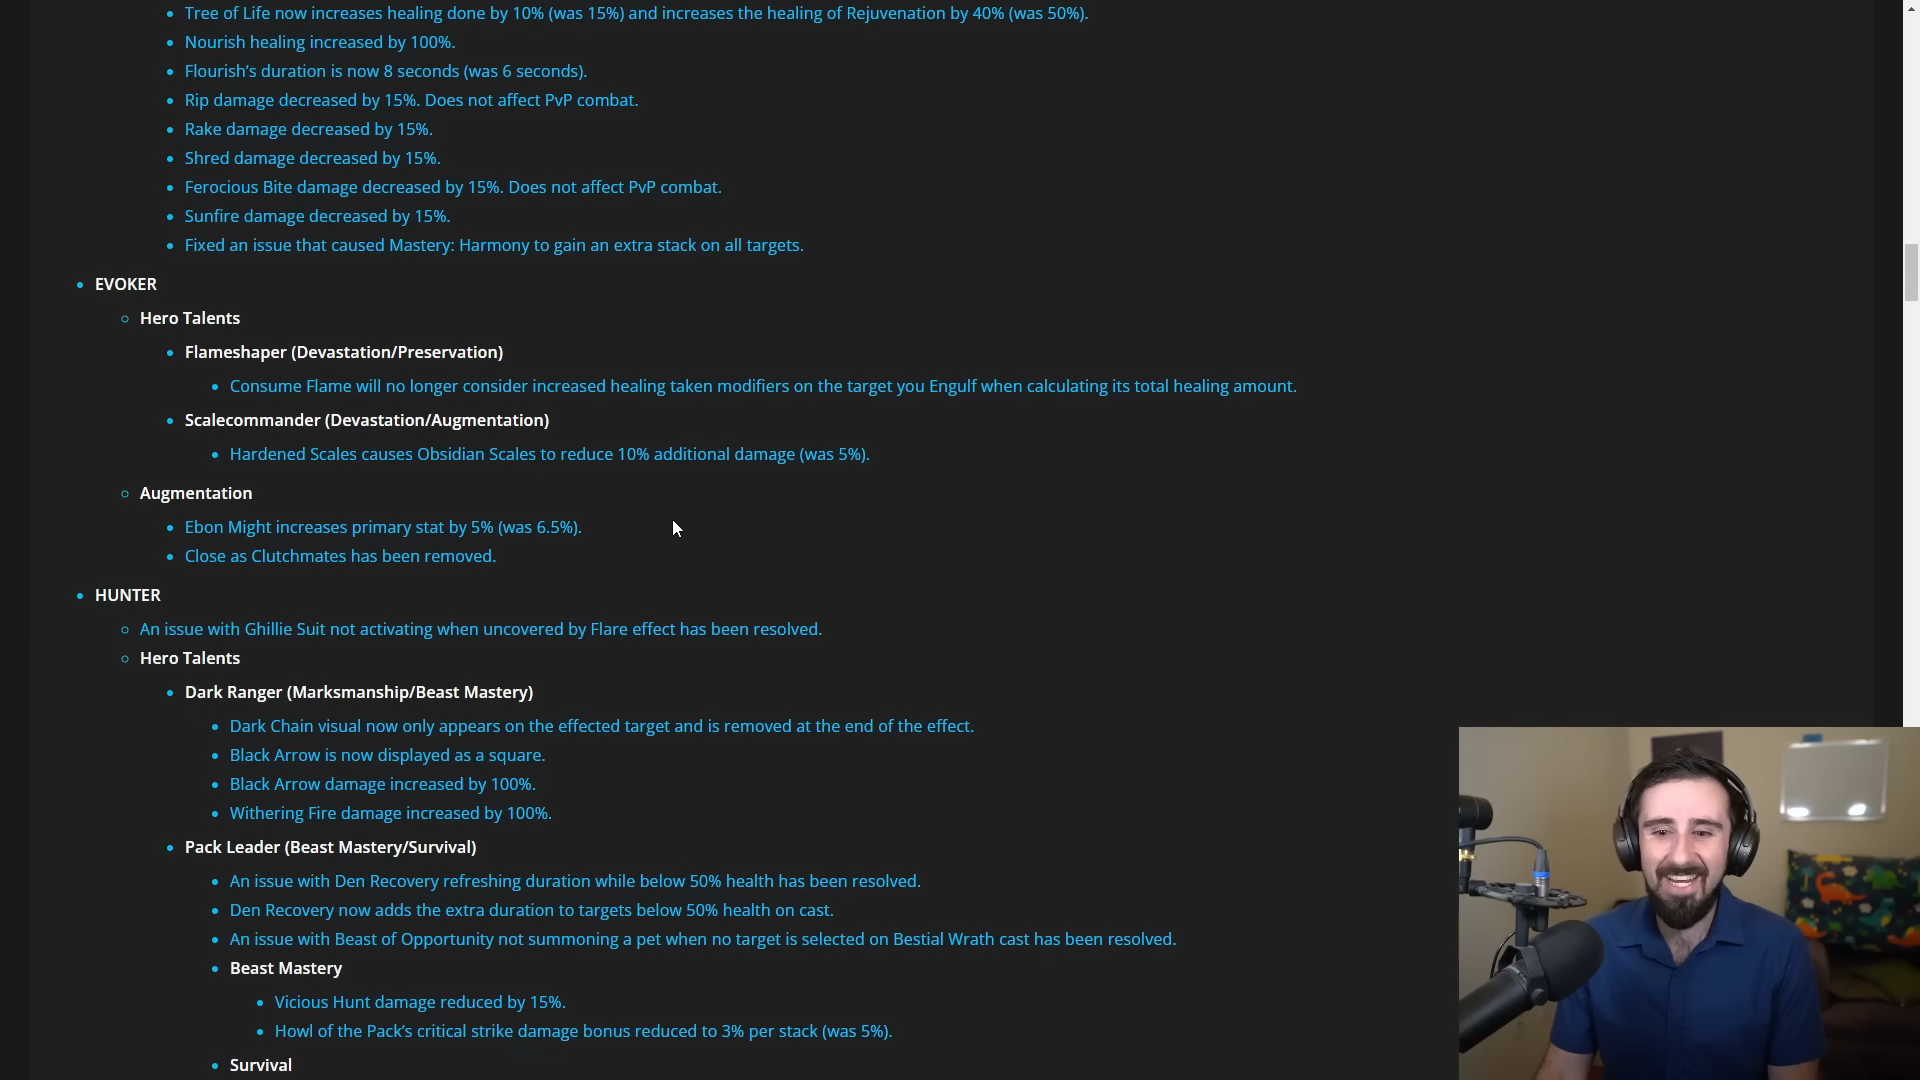 Tree of Life now increases healing done by 10% (was 15%) and increases the healing of Rejuvenation by 40% (was 50%).
Nourish healing increased by 100%.
Flourish’s duration is now 8 seconds (was 6 seconds).
Rip damage decreased by 15%. Does not affect PvP combat.
Rake damage decreased by 15%.
Shred damage decreased by 15%.
Ferocious Bite damage decreased by 15%. Does not affect PvP combat.
Sunfire damage decreased by 15%.
Fixed an issue that caused Mastery: Harmony to gain an extra stack on all targets.
EVOKER
Hero Talents
Flameshaper (Devastation/Preservation)
Consume Flame will no longer consider increased healing taken modifiers on the target you Engulf when calculating its total healing amount.
Scalecommander (Devastation/Augmentation)
Hardened Scales causes Obsidian Scales to reduce 10% additional damage (was 5%).
Augmentation
Ebon Might increases primary stat by 5% (was 6.5%).
Close as Clutchmates has been removed.
HUNTER
An issue with Ghillie Suit not activating when uncovered by Flare effect has been resolved.
Hero Talents
Dark Ranger (Marksmanship/Beast Mastery)
Dark Chain visual now only appears on the effected target and is removed at the end of the effect.
Black Arrow is now displayed as a square.
Black Arrow damage increased by 100%.
Withering Fire damage increased by 100%.
Pack Leader (Beast Mastery/Survival)
An issue with Den Recovery refreshing duration while below 50% health has been resolved.
Den Recovery now adds the extra duration to targets below 50% health on cast.
An issue with Beast of Opportunity not summoning a pet when no target is selected on Bestial Wrath cast has been resolved.
Beast Mastery
Vicious Hunt damage reduced by 15%.
Howl of the Pack’s critical strike damage bonus reduced to 3% per stack (was 5%).
Survival